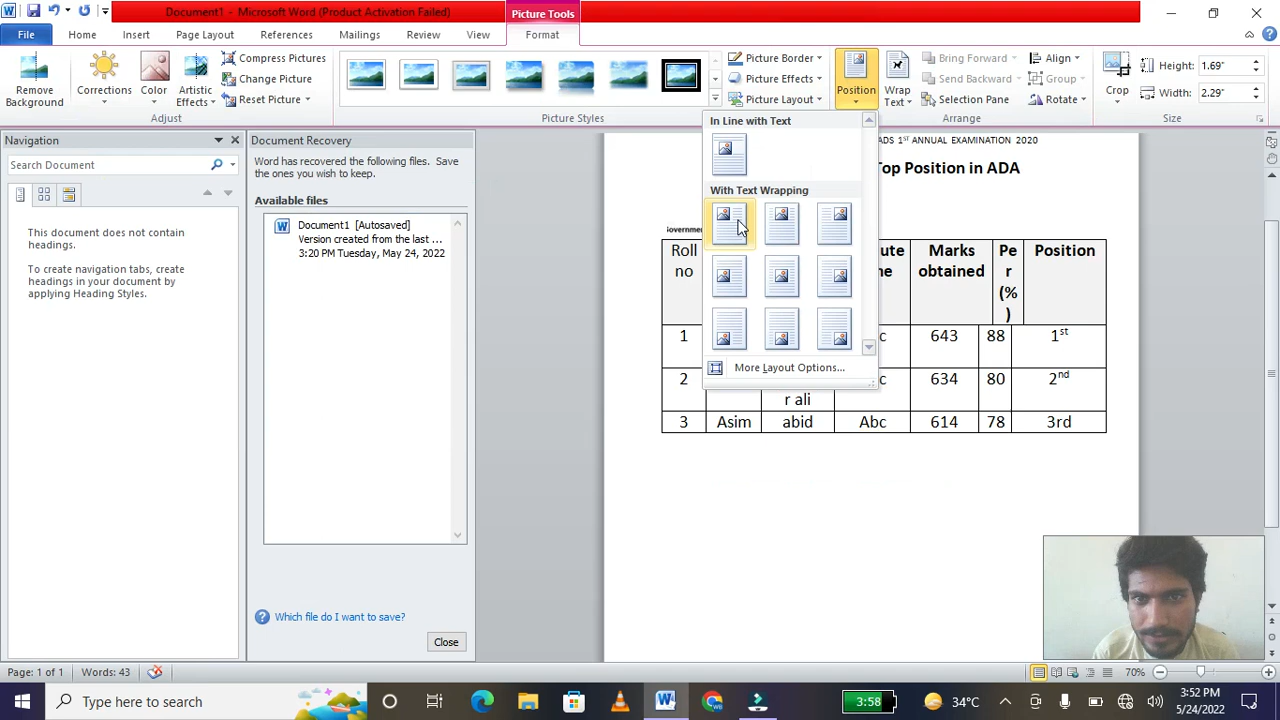 Document1 - Microsoft Word (Product Activation Failed)
Picture Tools
File
Home
Insert
Page Layout
References
Mailings
Review
View
Format
Remove Background
Corrections
Color
Artistic Effects
Compress Pictures
Change Picture
Reset Picture
Adjust
Picture Styles
Picture Border
Picture Effects
Picture Layout
Position
Wrap Text
Bring Forward
Send Backward
Selection Pane
Align
Group
Rotate
Arrange
Crop
Height: 1.69"
Width: 2.29"
Size
In Line with Text
With Text Wrapping
More Layout Options...
Navigation
Search Document
This document does not contain headings.
To create navigation tabs, create headings in your document by applying Heading Styles.
Document Recovery
Word has recovered the following files. Save the ones you wish to keep.
Available files
Document1 [Autosaved]
Version created from the last ...
3:20 PM Tuesday, May 24, 2022
Which file do I want to save?
Close
ADS 1ST ANNUAL EXAMINATION 2020
Top Position in ADA
Roll no
Marks obtained
Per (%)
Position
1 643 88 1st
2 r ali 634 80 2nd
3 Asim abid Abc 614 78 3rd
Page: 1 of 1
Words: 43
70%
Type here to search
3:58
34°C
3:52 PM
5/24/2022